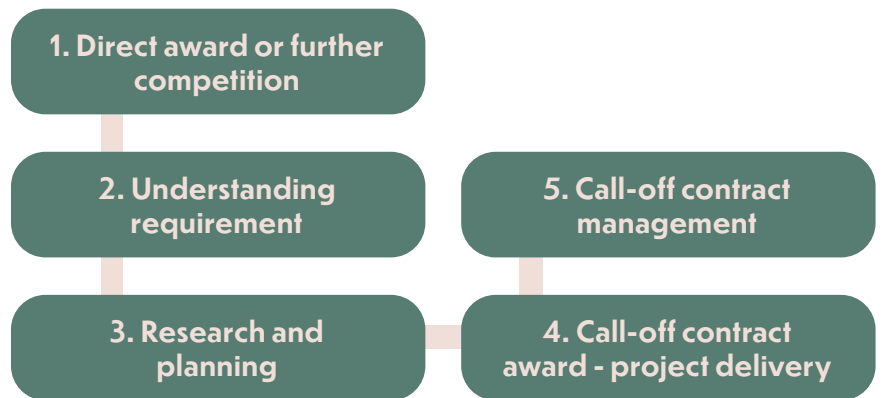 1. Direct award or further
competition
2. Understanding
requirement
3. Research and
planning
4. Call-off contract
award - project delivery
5. Call-off contract
management